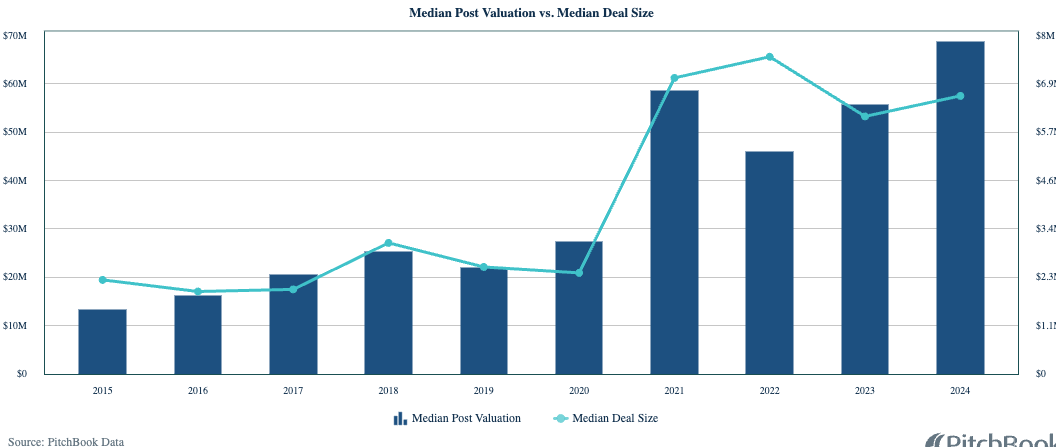 Median Post Valuation vs. Median Deal Size
$70M
$60M
$50M
$40M
$30M
$20M
$10M
$0
$8M
$6.9M
$5.7M
$4.6M
$3.4M
$2.3M
$1.1M
$0
2015 2016 2017 2018 2019 2020 2021 2022 2023 2024
Median Post Valuation Median Deal Size
Source: PitchBook Data
PitchBook